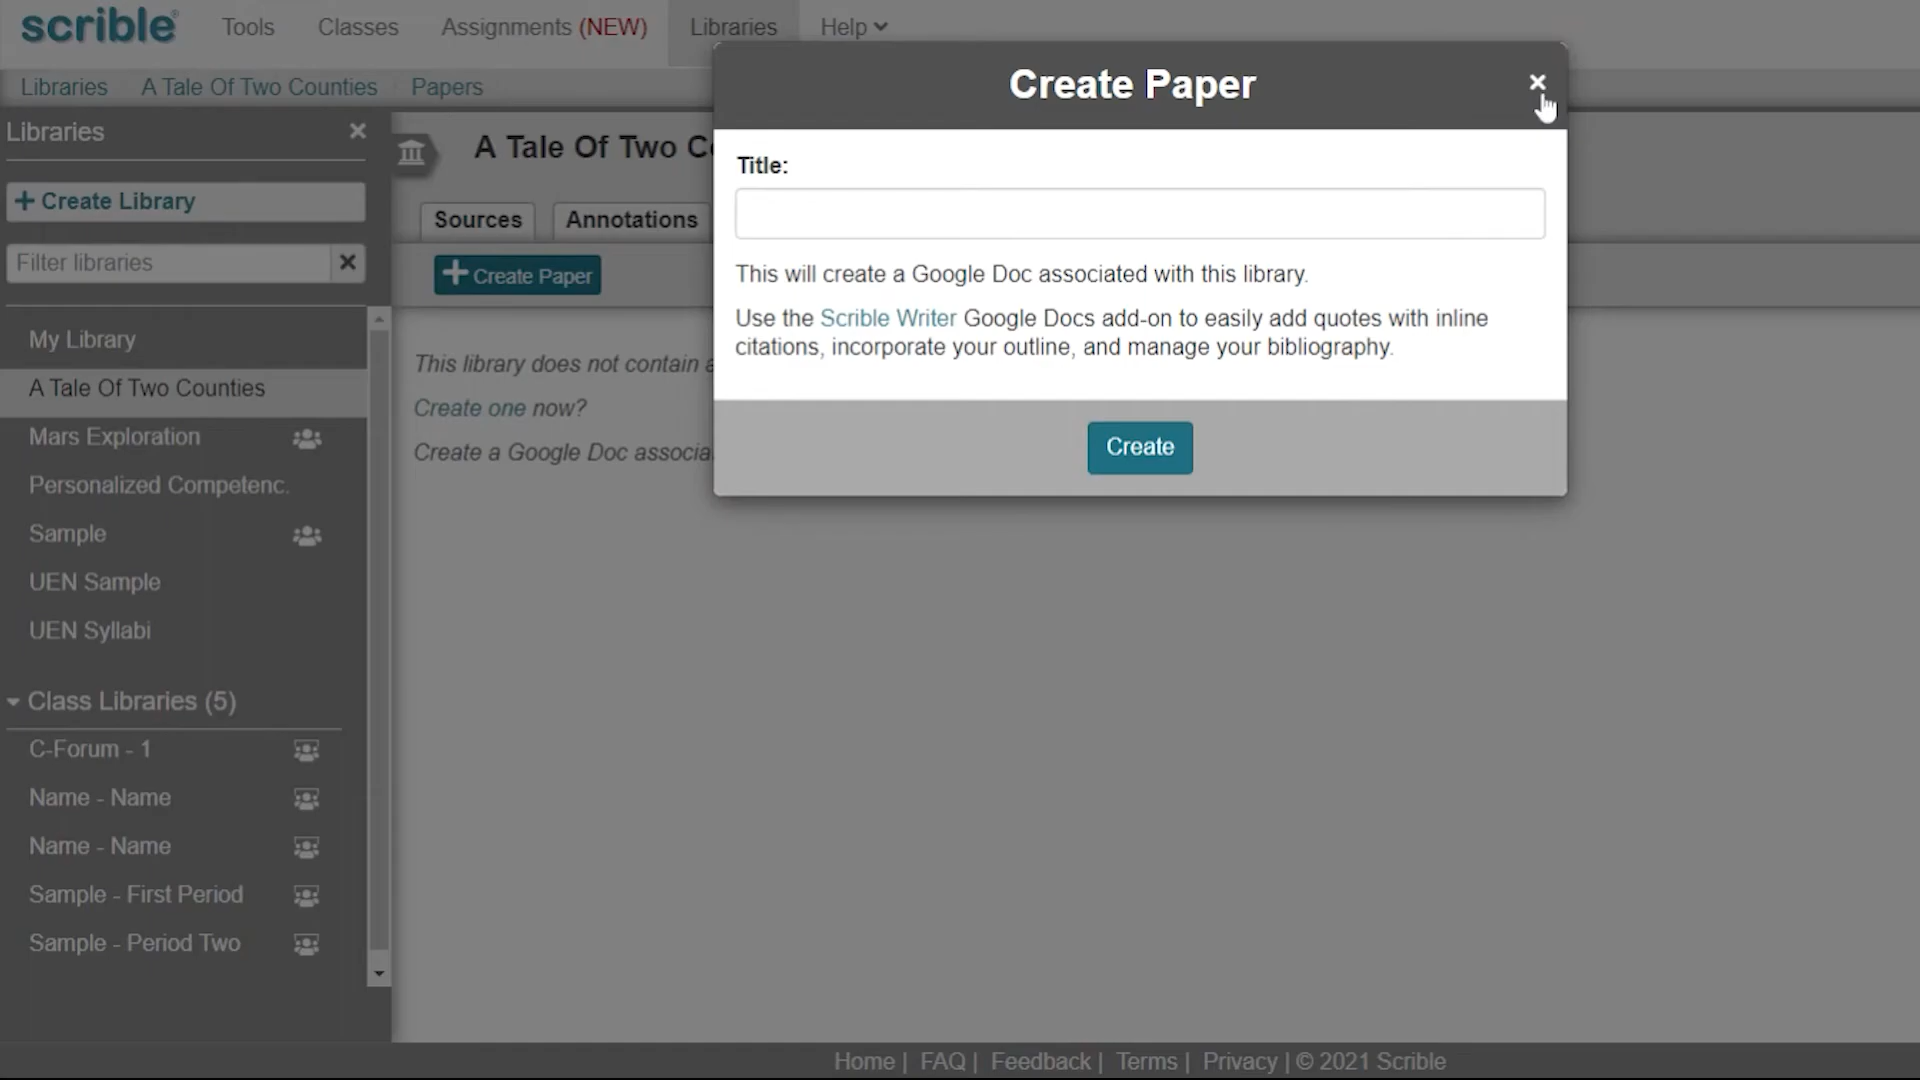 scrible®
Tools
Classes
Assignments (NEW)
Libraries
Help
Libraries
A Tale Of Two Counties
Papers
Libraries
+ Create Library
Filter libraries
My Library
A Tale Of Two Counties
Mars Exploration
Personalized Competenc.
Sample
UEN Sample
UEN Syllabi
Class Libraries (5)
C-Forum - 1
Name - Name
Name - Name
Sample - First Period
Sample - Period Two
A Tale Of Two
Sources
Annotations
+ Create Paper
This library does not contain
Create one now?
Create a Google Doc
Create Paper
×
Title:
This will create a Google Doc associated with this library.
Use the Scrible Writer Google Docs add-on to easily add quotes with inline
citations, incorporate your outline, and manage your bibliography.
Create
Home | FAQ | Feedback | Terms | Privacy | © 2021 Scrible